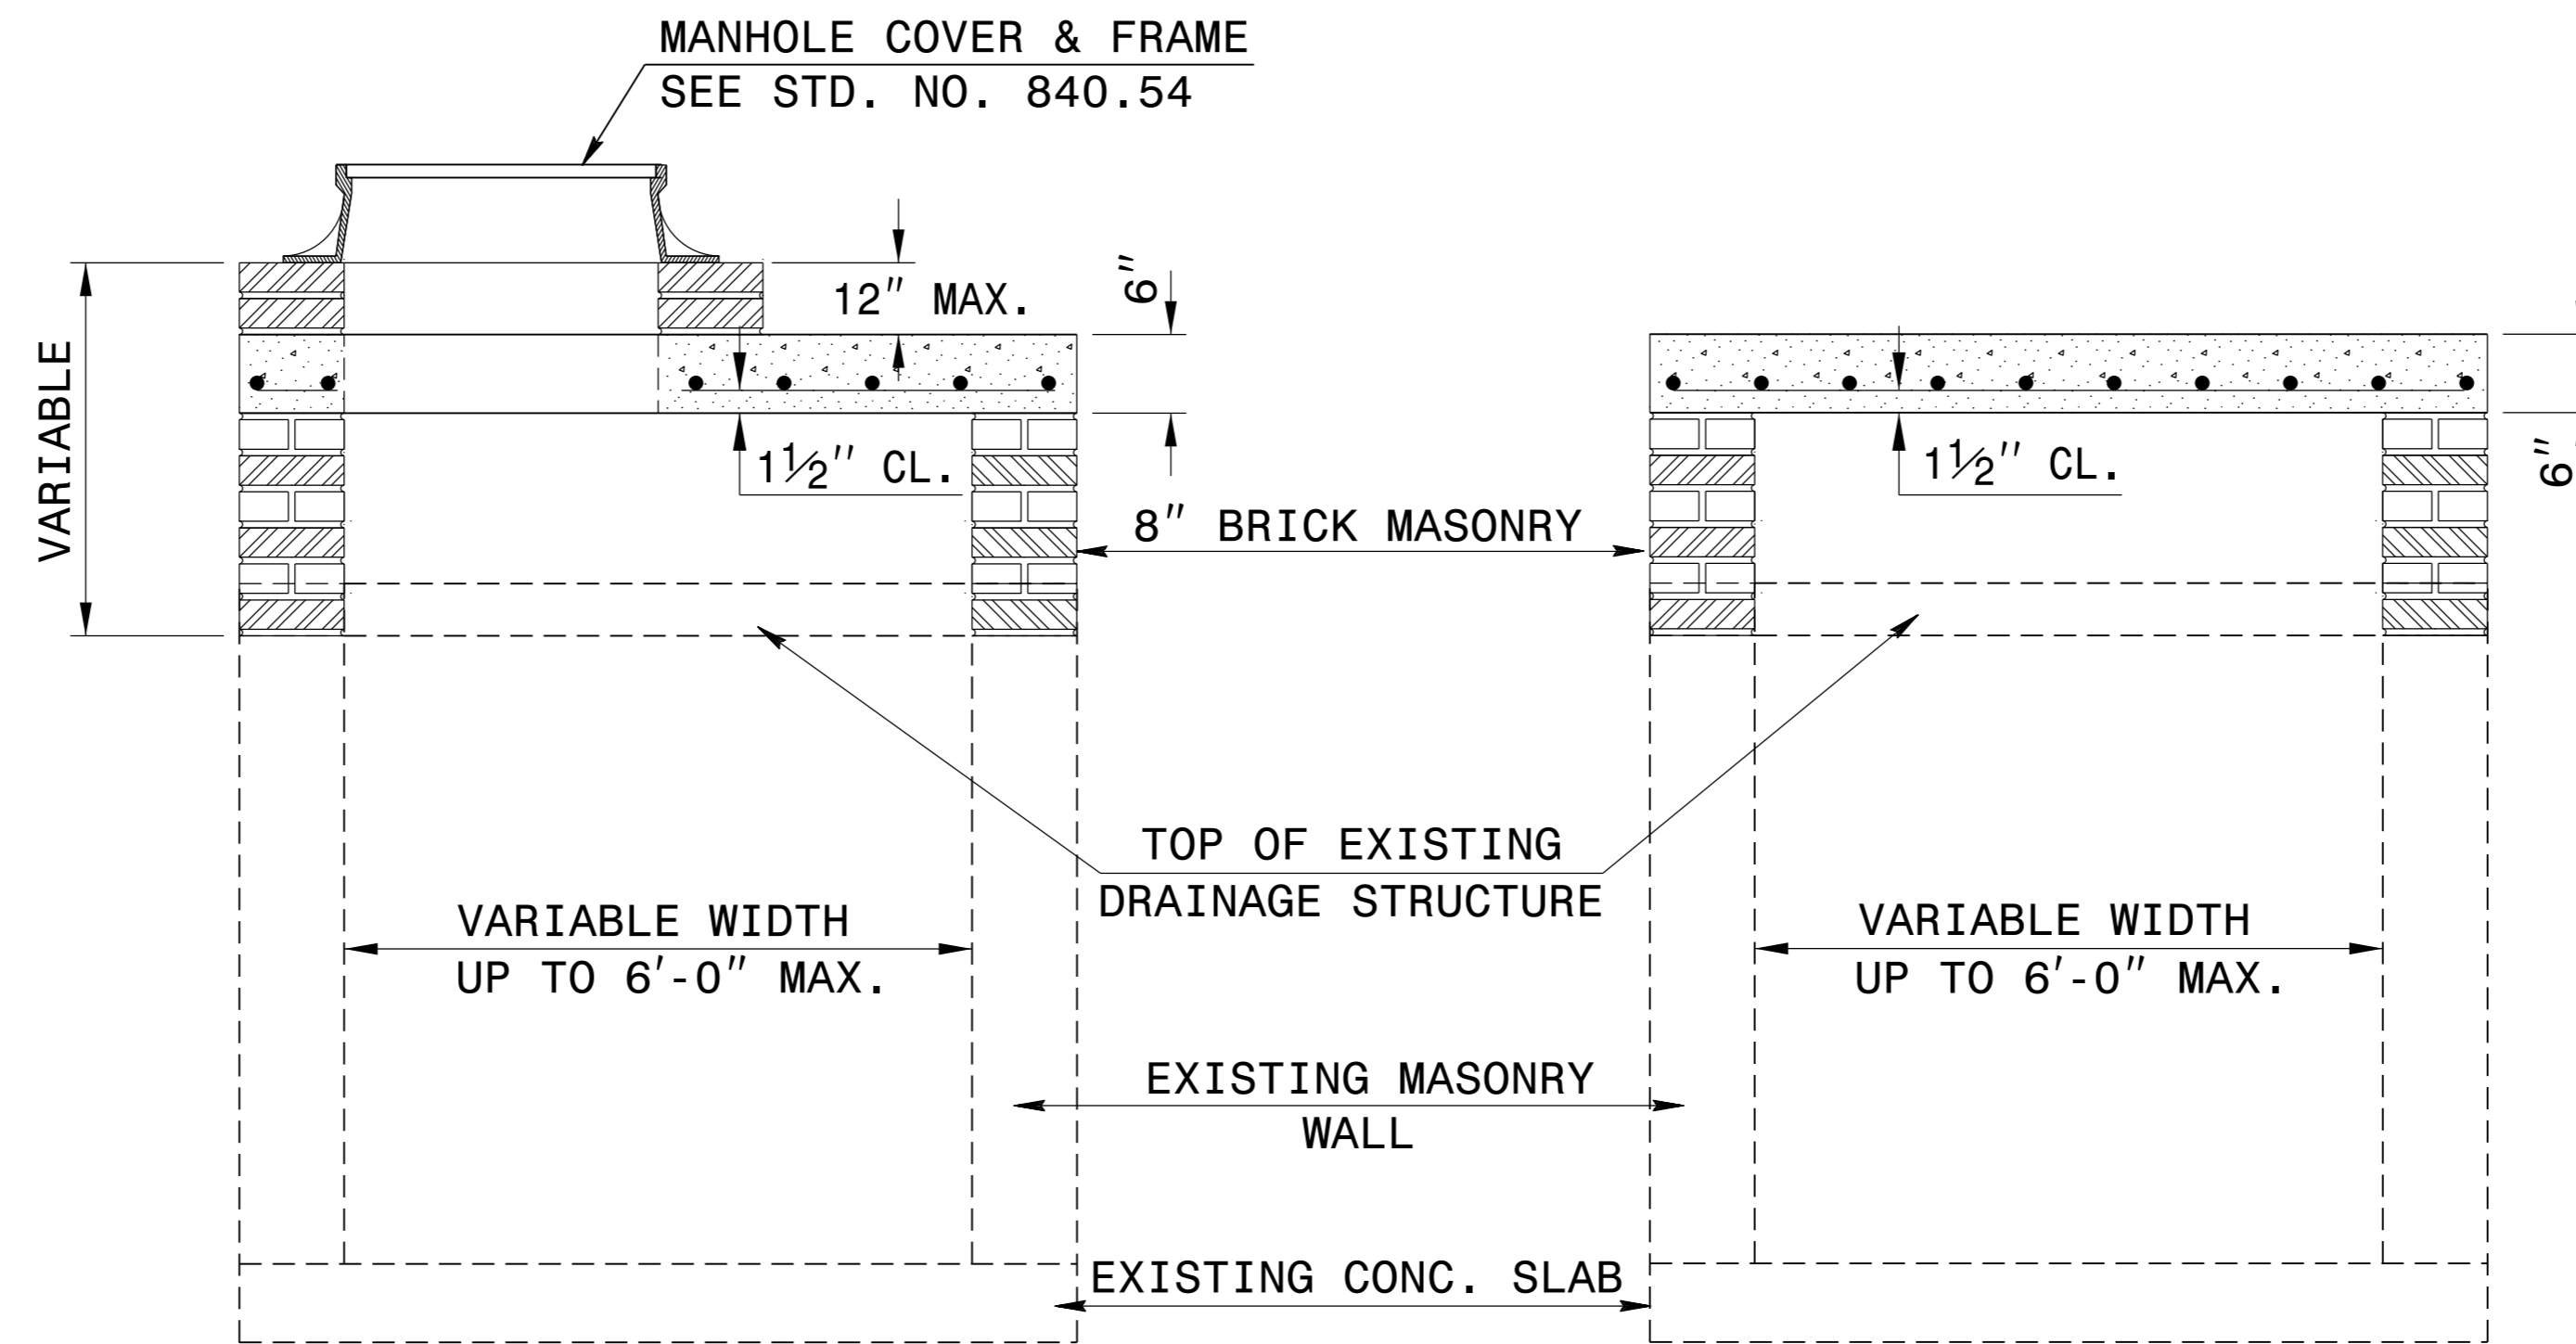 MANHOLE COVER & FRAME
SEE STD. NO. 840.54
VARIABLE
12" MAX.
6"
1½" CL.
8" BRICK MASONRY
1½" CL.
6"
TOP OF EXISTING
DRAINAGE STRUCTURE
VARIABLE WIDTH
UP TO 6'-0" MAX.
VARIABLE WIDTH
UP TO 6'-0" MAX.
EXISTING MASONRY
WALL
EXISTING CONC. SLAB